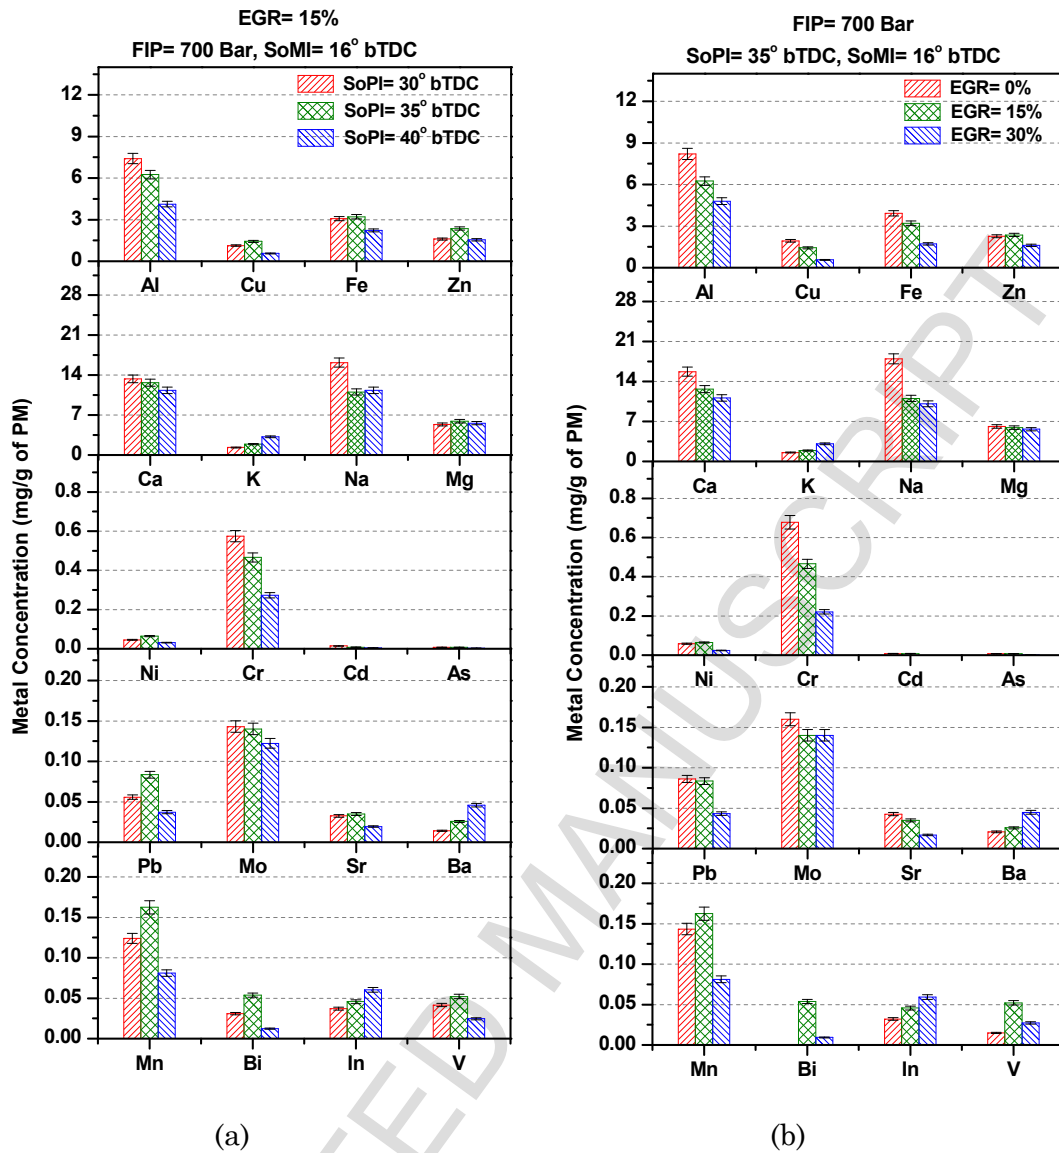 EGR= 15%
FIP= 700 Bar, SoMI= 16° bTDC
SoPI= 30° bTDC
SoPI= 35° bTDC
SoPI= 40° bTDC
12
9
6
3
0
Al Cu Fe Zn
28
21
14
7
0
Ca K Na Mg
0.8
0.6
0.4
0.2
0.0
Ni Cr Cd As
0.20
0.15
0.10
0.05
0.00
Pb Mo Sr Ba
0.20
0.15
0.10
0.05
0.00
Mn Bi In V
Metal Concentration (mg/g of PM)
(a)
FIP= 700 Bar
SoPI= 35° bTDC, SoMI= 16° bTDC
EGR= 0%
EGR= 15%
EGR= 30%
12
9
6
3
0
Al Cu Fe Zn
28
21
14
7
0
Ca K Na Mg
0.8
0.6
0.4
0.2
0.0
Ni Cr Cd As
0.20
0.15
0.10
0.05
0.00
Pb Mo Sr Ba
0.20
0.15
0.10
0.05
0.00
Mn Bi In V
Metal Concentration (mg/g of PM)
(b)
TED MANUSCRIPT